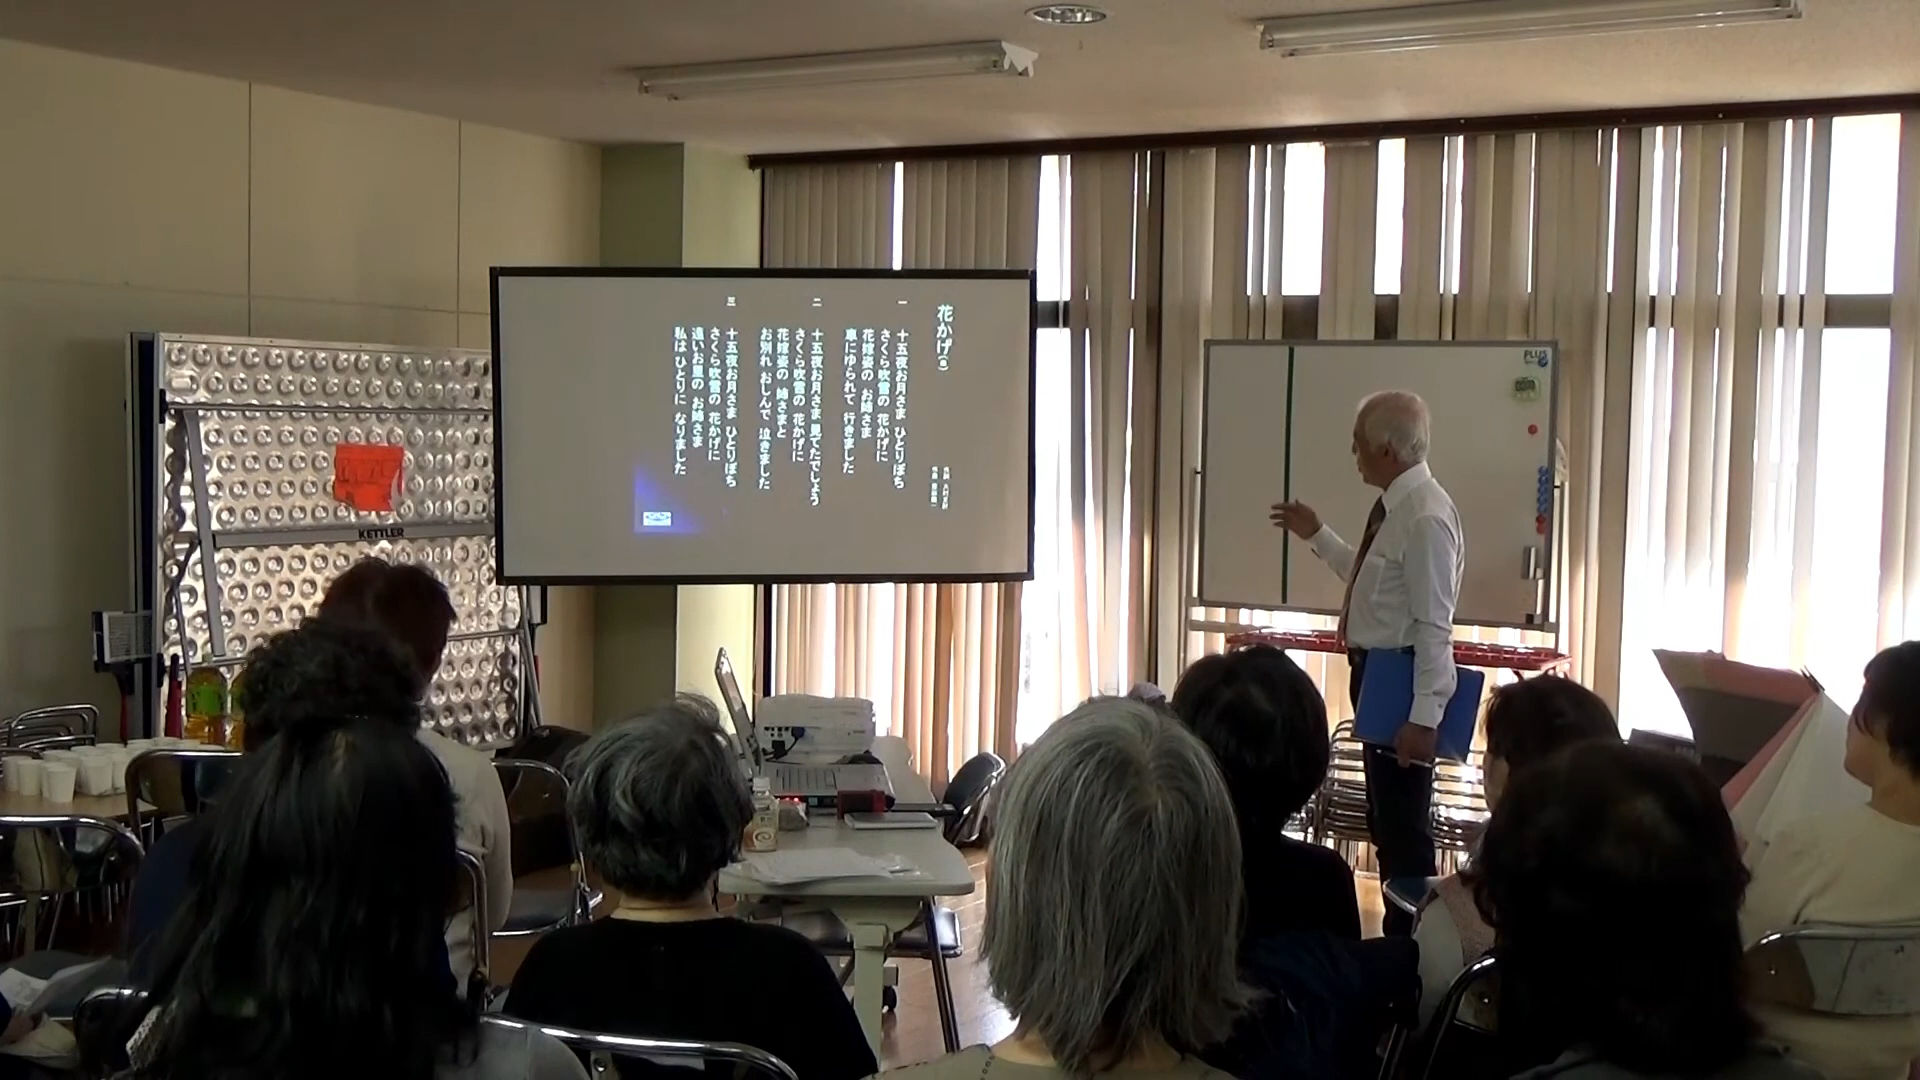 花かげ
一
十五夜お月さま ひとりぼち
さくら吹雪の 花かげに
花嫁姿の お姉さま
車にゆられて 行きました
二
十五夜お月さま 見てたでしょう
さくら吹雪の 花かげに
花嫁姿の 姉さまと
お別れ おしんで 泣きました
三
十五夜お月さま ひとりぼち
さくら吹雪の 花かげに
遠いお里の お姉さま
私は ひとりに なりました
PLUS
KETTLER